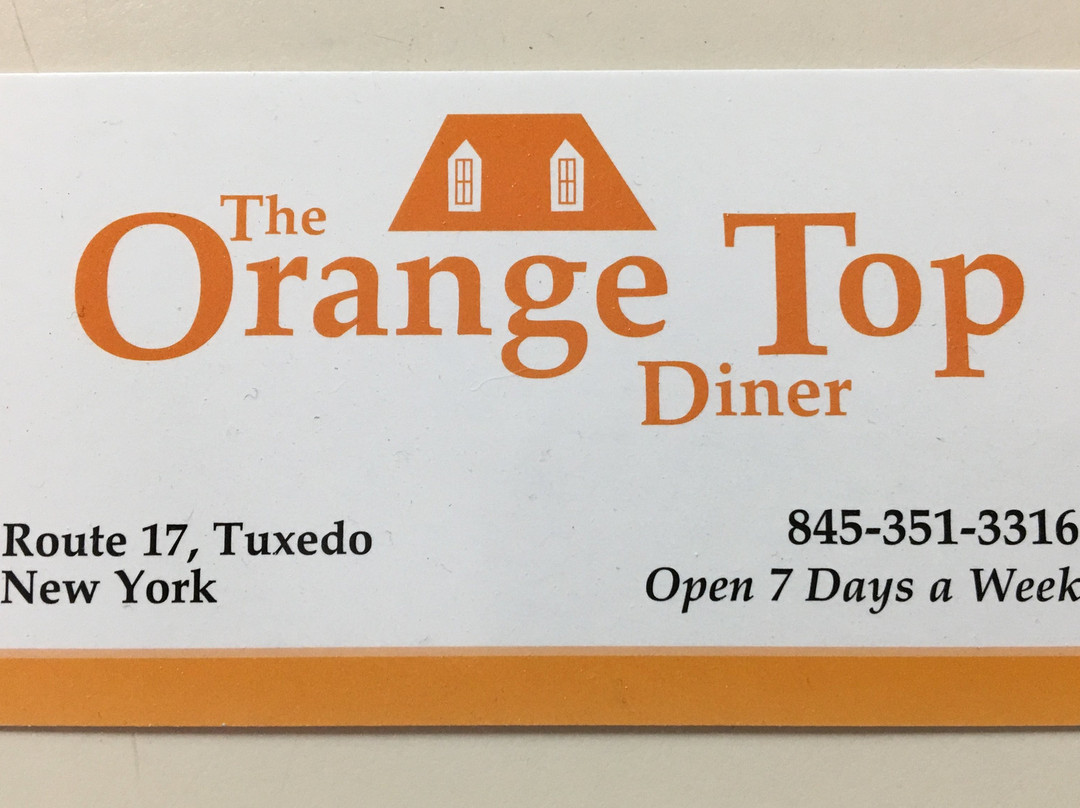 The
Orange Top
Diner
Route 17, Tuxedo
New York
845-351-3316
Open 7 Days a Week